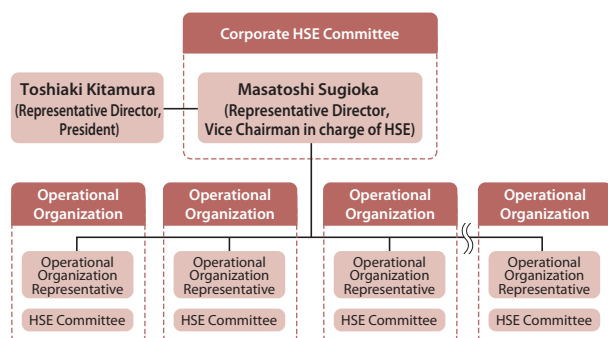 Corporate HSE Committee
Toshiaki Kitamura
(Representative Director,
President)
Masatoshi Sugioka
(Representative Director,
Vice Chairman in charge of HSE)
Operational
Organization
Operational
Organization
Representative
HSE Committee
Operational
Organization
Operational
Organization
Representative
HSE Committee
Operational
Organization
Operational
Organization
Representative
HSE Committee
Operational
Organization
Operational
Organization
Representative
HSE Committee